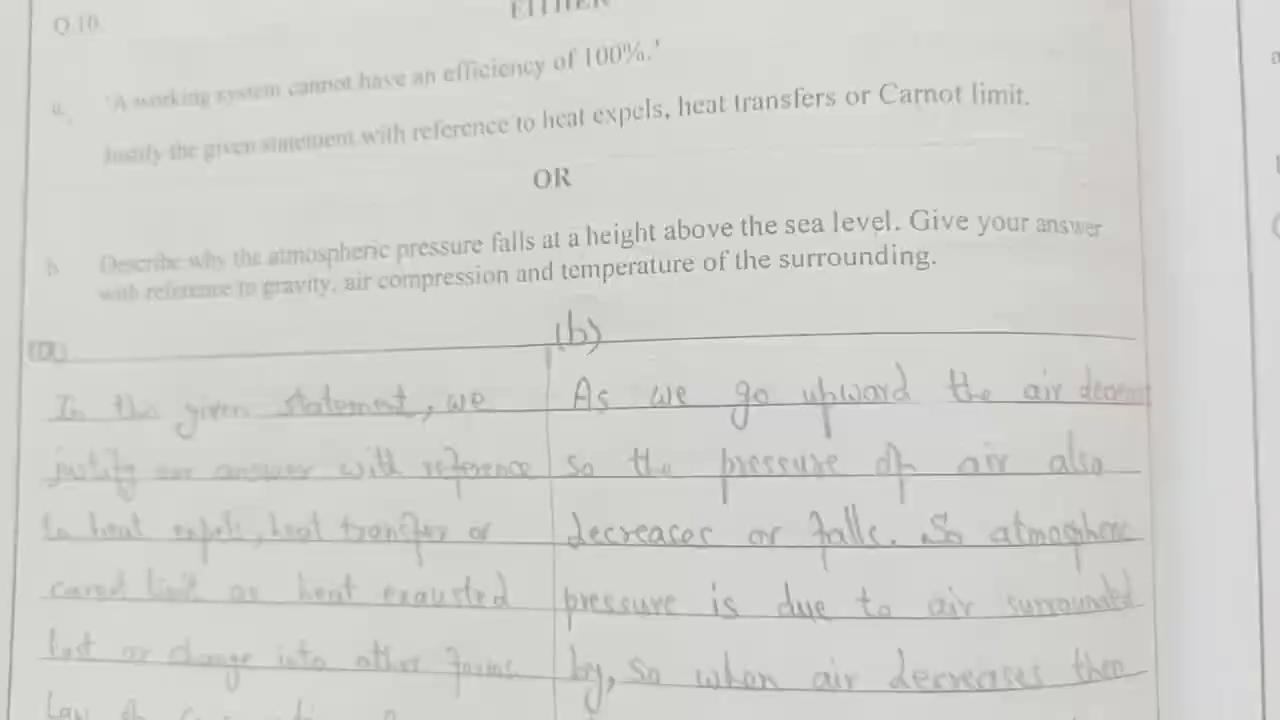 Q.10.
EITHER
a. 'A working system cannot have an efficiency of 100%.'
Justify the given statement with reference to heat expels, heat transfers or Carnot limit.
OR
b. Describe why the atmospheric pressure falls at a height above the sea level. Give your answer
with reference to gravity, air compression and temperature of the surrounding.
In the given statement, we
justify our answer with reference
to heat expels, heat transfer or
limit or heat exausted
lost or change into other forms
Law of
(b)
As we go upward the air
so the pressure of air also
decreases or falls. So
pressure is due to air
by, so when air decreases then